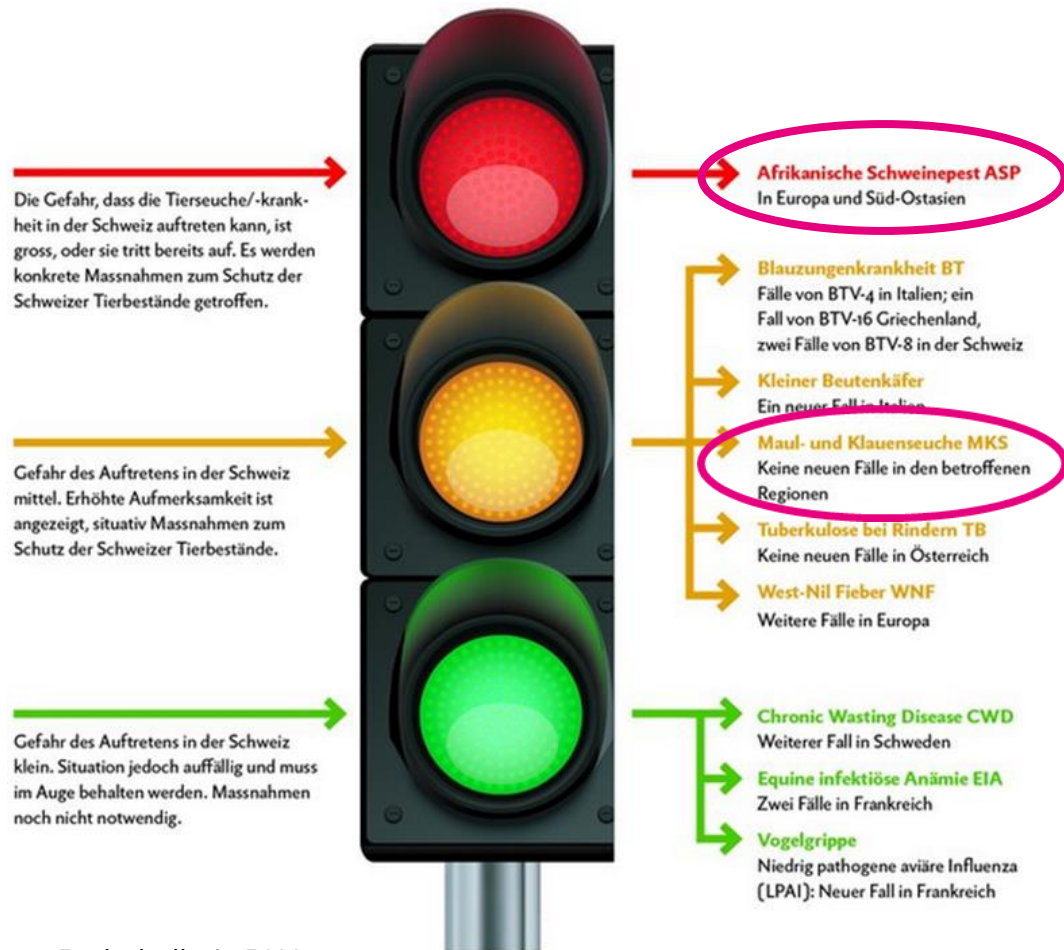 Die Gefahr, dass die Tierseuche/-krank-
heit in der Schweiz auftreten kann, ist
gross, oder sie tritt bereits auf. Es werden
konkrete Massnahmen zum Schutz der
Schweizer Tierbestände getroffen.
Afrikanische Schweinepest ASP
In Europa und Süd-Ostasien
Gefahr des Auftretens in der Schweiz
mittel. Erhöhte Aufmerksamkeit ist
angezeigt, situativ Massnahmen zum
Schutz der Schweizer Tierbestände.
Blauzungenkrankheit BT
Fälle von BTV-4 in Italien; ein
Fall von BTV-16 Griechenland,
zwei Fälle von BTV-8 in der Schweiz
Kleiner Beutenkäfer
Ein neuer Fall in Italien
Maul- und Klauenseuche MKS
Keine neuen Fälle in den betroffenen
Regionen
Tuberkulose bei Rindern TB
Keine neuen Fälle in Österreich
West-Nil Fieber WNF
Weitere Fälle in Europa
Gefahr des Auftretens in der Schweiz
klein. Situation jedoch auffällig und muss
im Auge behalten werden. Massnahmen
noch nicht notwendig.
Chronic Wasting Disease CWD
Weiterer Fall in Schweden
Equine infektiöse Anämie EIA
Zwei Fälle in Frankreich
Vogelgrippe
Niedrig pathogene aviäre Influenza
(LPAI): Neuer Fall in Frankreich